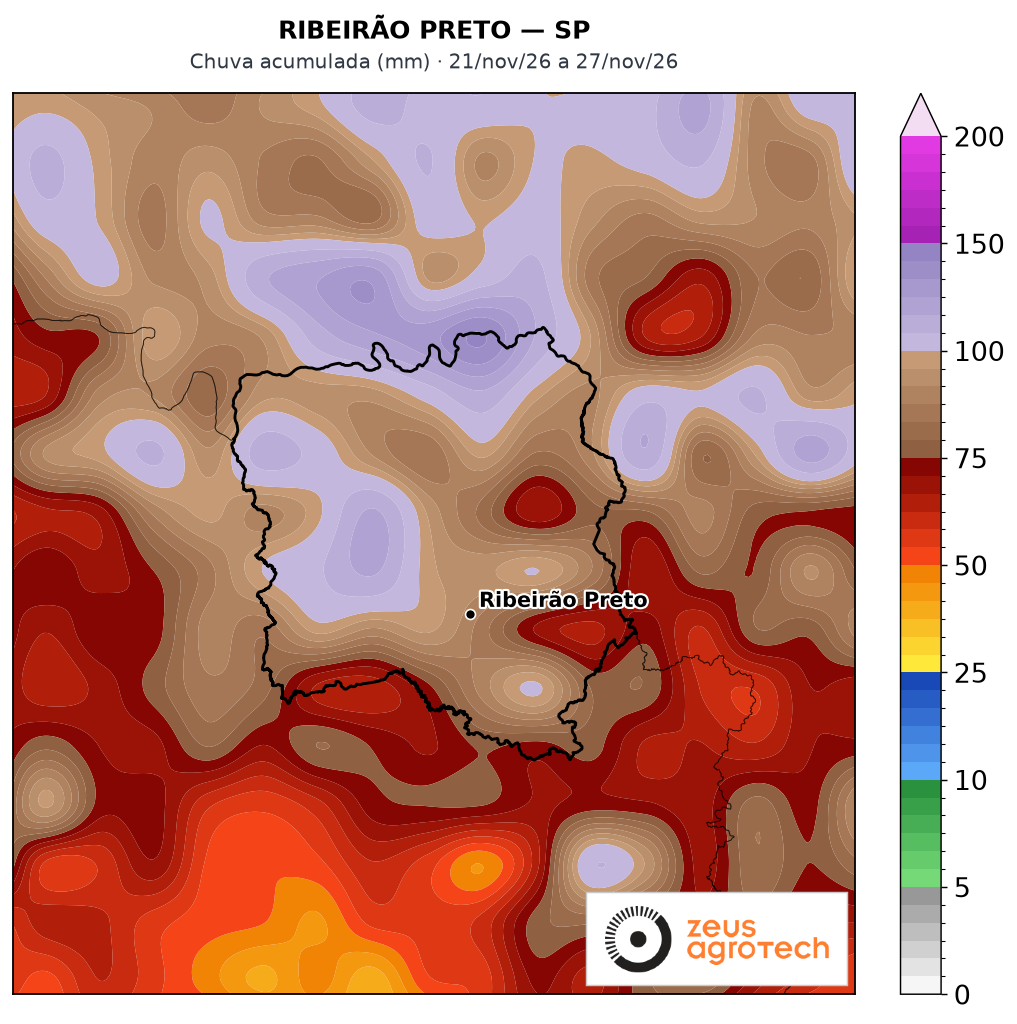 RIBEIRÃO PRETO — SP
Chuva acumulada (mm) · 21/nov/26 a 27/nov/26
200
150
100
75
50
25
10
5
0
Ribeirão Preto
zeus
agrotech